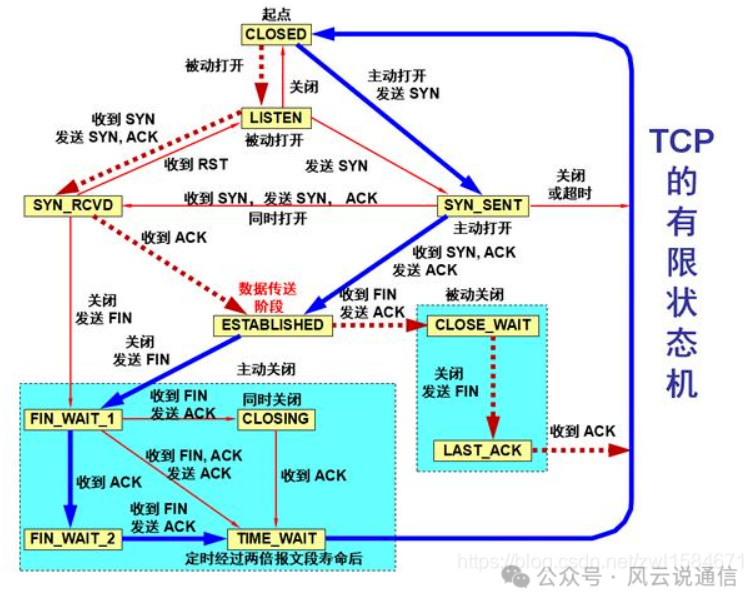 起点
CLOSED
被动打开
关闭
主动打开
发送 SYN
LISTEN
被动打开
收到 SYN
发送 SYN, ACK
收到 RST
发送 SYN
关闭
或超时
SYN_RCVD
收到 SYN，发送 SYN， ACK
同时打开
SYN_SENT
主动打开
收到 ACK
收到 SYN, ACK
发送 ACK
数据传送
阶段
ESTABLISHED
关闭
发送 FIN
收到 FIN
发送 ACK
被动关闭
CLOSE_WAIT
关闭
发送 FIN
LAST_ACK
收到 ACK
关闭
发送 FIN
主动关闭
FIN_WAIT_1
收到 FIN
发送 ACK
同时关闭
CLOSING
收到 ACK
收到 FIN, ACK
发送 ACK
收到 ACK
FIN_WAIT_2
收到 FIN
发送 ACK
TIME_WAIT
定时经过两倍报文段寿命后
TCP
的
有
限
状
态
机
https://blog.csdn.net/zwl1584671
公众号 · 风云说通信